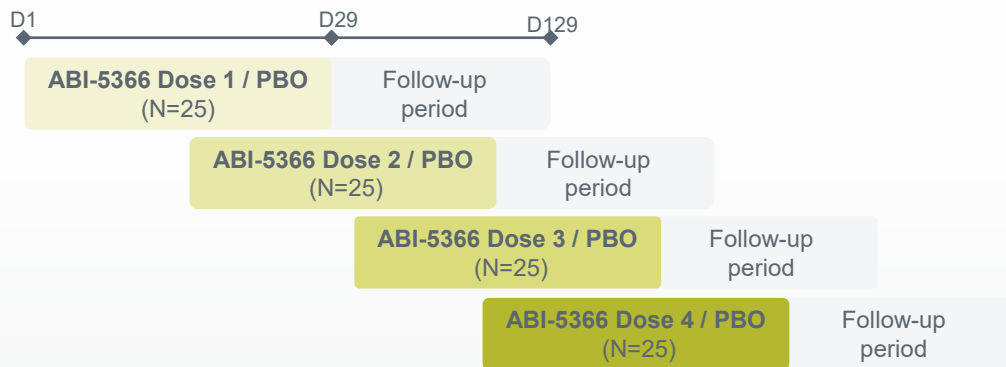 D1 D29 D129
ABI-5366 Dose 1 / PBO
(N=25)
Follow-up
period
ABI-5366 Dose 2 / PBO
(N=25)
Follow-up
period
ABI-5366 Dose 3 / PBO
(N=25)
Follow-up
period
ABI-5366 Dose 4 / PBO
(N=25)
Follow-up
period